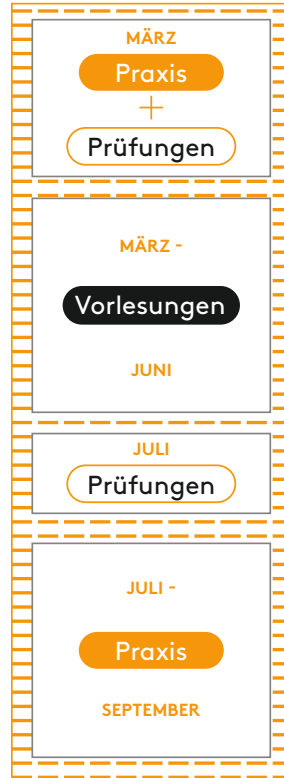 MÄRZ
Praxis
+
Prüfungen
MÄRZ -
Vorlesungen
JUNI
JULI
Prüfungen
JULI -
Praxis
SEPTEMBER